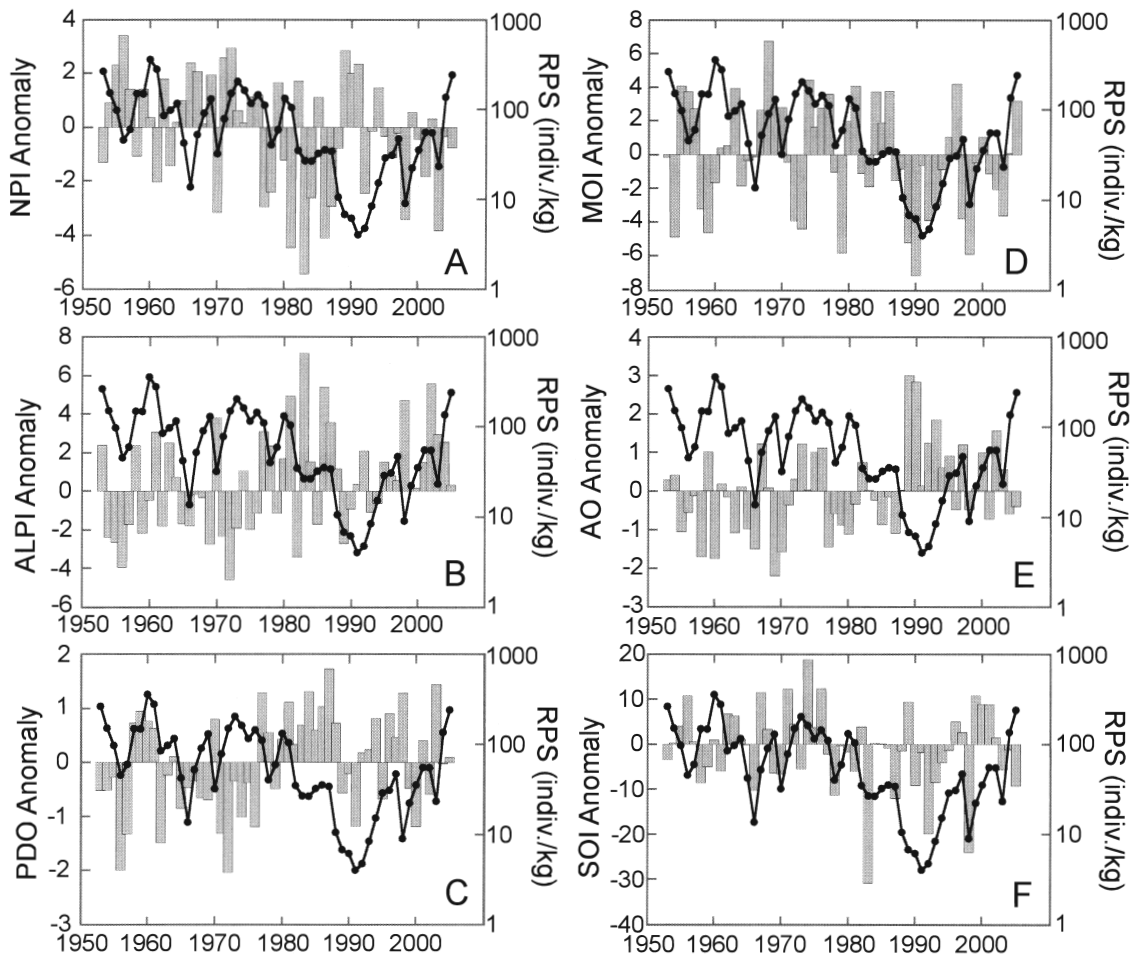 4
2
0
-2
-4
-6
NPI Anomaly
1000
100
10
1
RPS (indiv./kg)
A
1950 1960 1970 1980 1990 2000
8
6
4
2
0
-2
-4
-6
8
MOI Anomaly
1000
100
10
1
RPS (indiv./kg)
D
1950 1960 1970 1980 1990 2000
8
6
4
2
0
-2
-4
-6
ALPI Anomaly
1000
100
10
1
RPS (indiv./kg)
B
1950 1960 1970 1980 1990 2000
4
3
2
1
0
-1
-2
-3
AO Anomaly
1000
100
10
1
RPS (indiv./kg)
E
1950 1960 1970 1980 1990 2000
2
1
0
-1
-2
-3
PDO Anomaly
1000
100
10
1
RPS (indiv./kg)
C
1950 1960 1970 1980 1990 2000
20
10
0
-10
-20
-30
-40
SOI Anomaly
1000
100
10
1
RPS (indiv./kg)
F
1950 1960 1970 1980 1990 2000